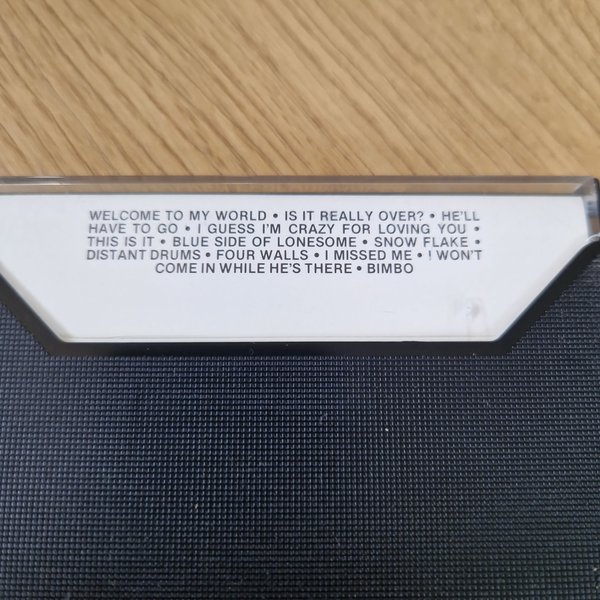 WELCOME TO MY WORLD • IS IT REALLY OVER? • HE'LL
HAVE TO GO • I GUESS I'M CRAZY FOR LOVING YOU •
THIS IS IT • BLUE SIDE OF LONESOME • SNOW FLAKE •
DISTANT DRUMS • FOUR WALLS • I MISSED ME • I WON'T
COME IN WHILE HE'S THERE • BIMBO